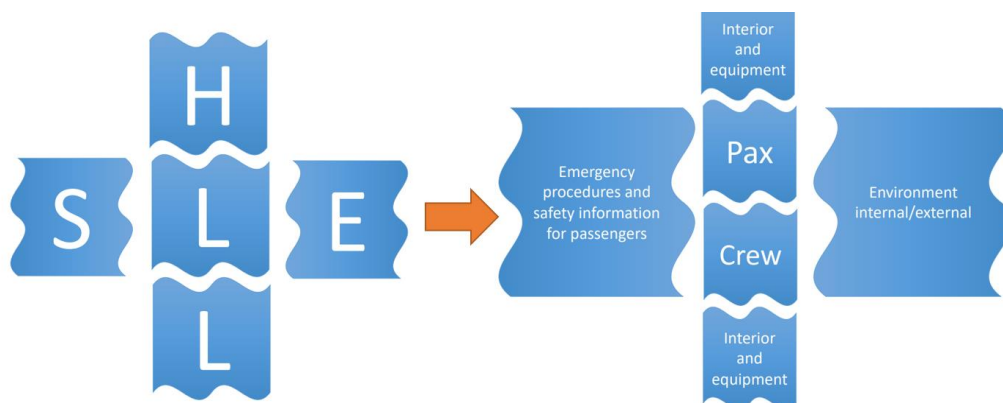 H
S
L
E
L
Interior
and
equipment
Pax
Emergency
procedures and
safety information
for passengers
Environment
internal/external
Crew
Interior
and
equipment